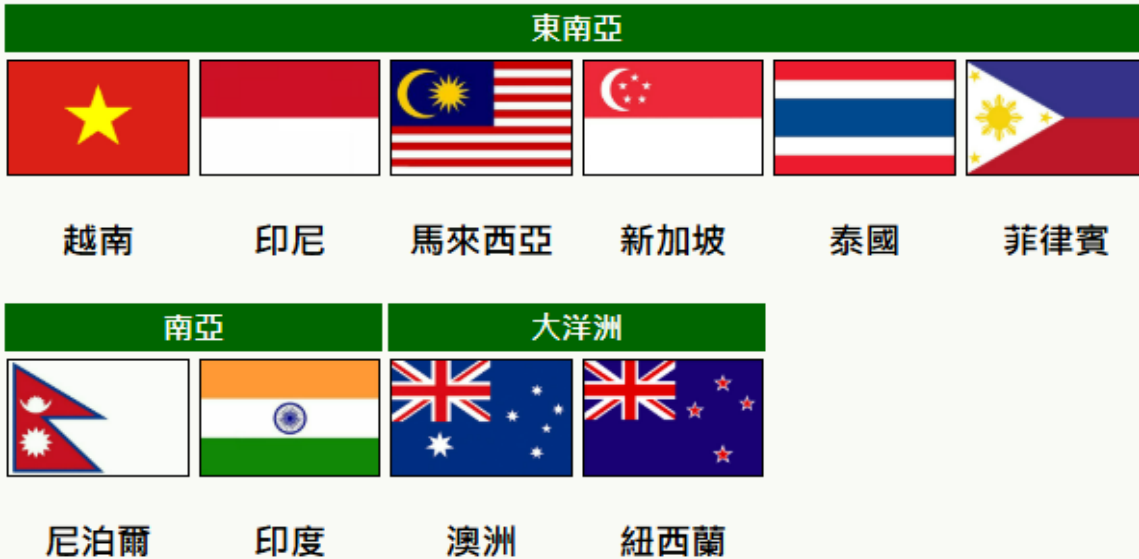 東南亞
越南 印尼 馬來西亞 新加坡 泰國 菲律賓
南亞 大洋洲
尼泊爾 印度 澳洲 紐西蘭